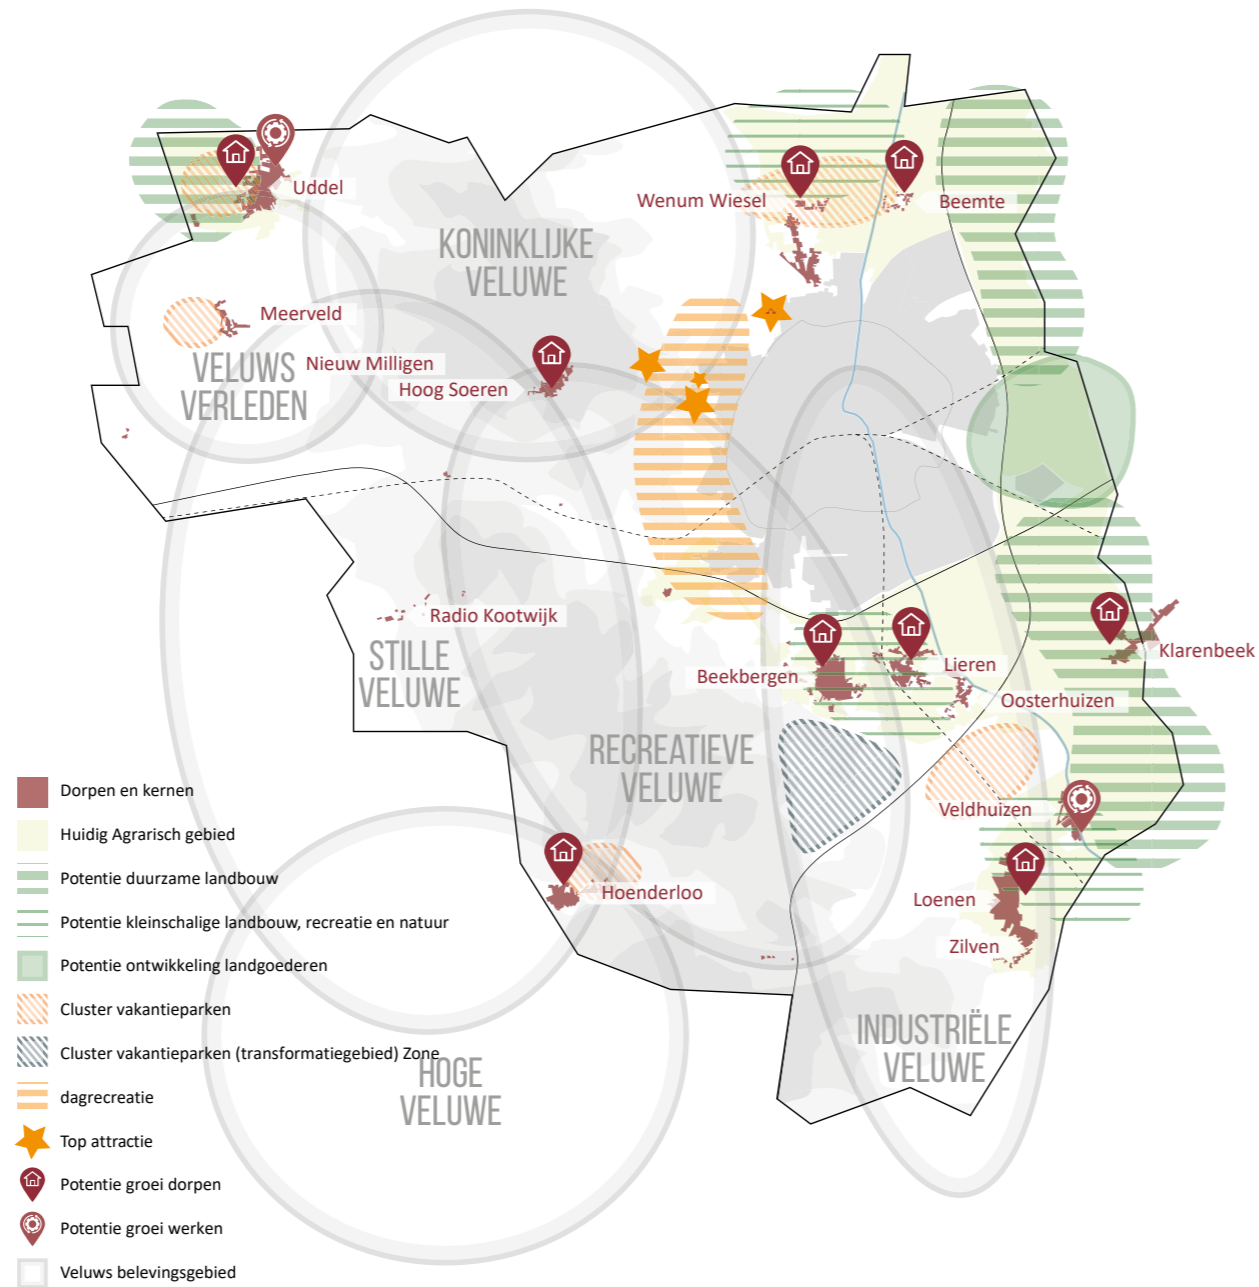 Uddel
Wenum Wiesel
Beemte
KONINKLIJKE
VELUWE
Meerveld
Nieuw Milligen
VELUWS
VERLEDEN
Hoog Soeren
Radio Kootwijk
STILLE
VELUWE
Beekbergen
Lieren
Klarenbeek
Oosterhuizen
RECREATIEVE
VELUWE
Veldhuizen
Hoenderloo
Loenen
Zilven
INDUSTRIËLE
VELUWE
HOGE
VELUWE
Dorpen en kernen
Huidig Agrarisch gebied
Potentie duurzame landbouw
Potentie kleinschalige landbouw, recreatie en natuur
Potentie ontwikkeling landgoederen
Cluster vakantieparken
Cluster vakantieparken (transformatiegebied) Zone
dagrecreatie
Top attractie
Potentie groei dorpen
Potentie groei werken
Veluws belevingsgebied